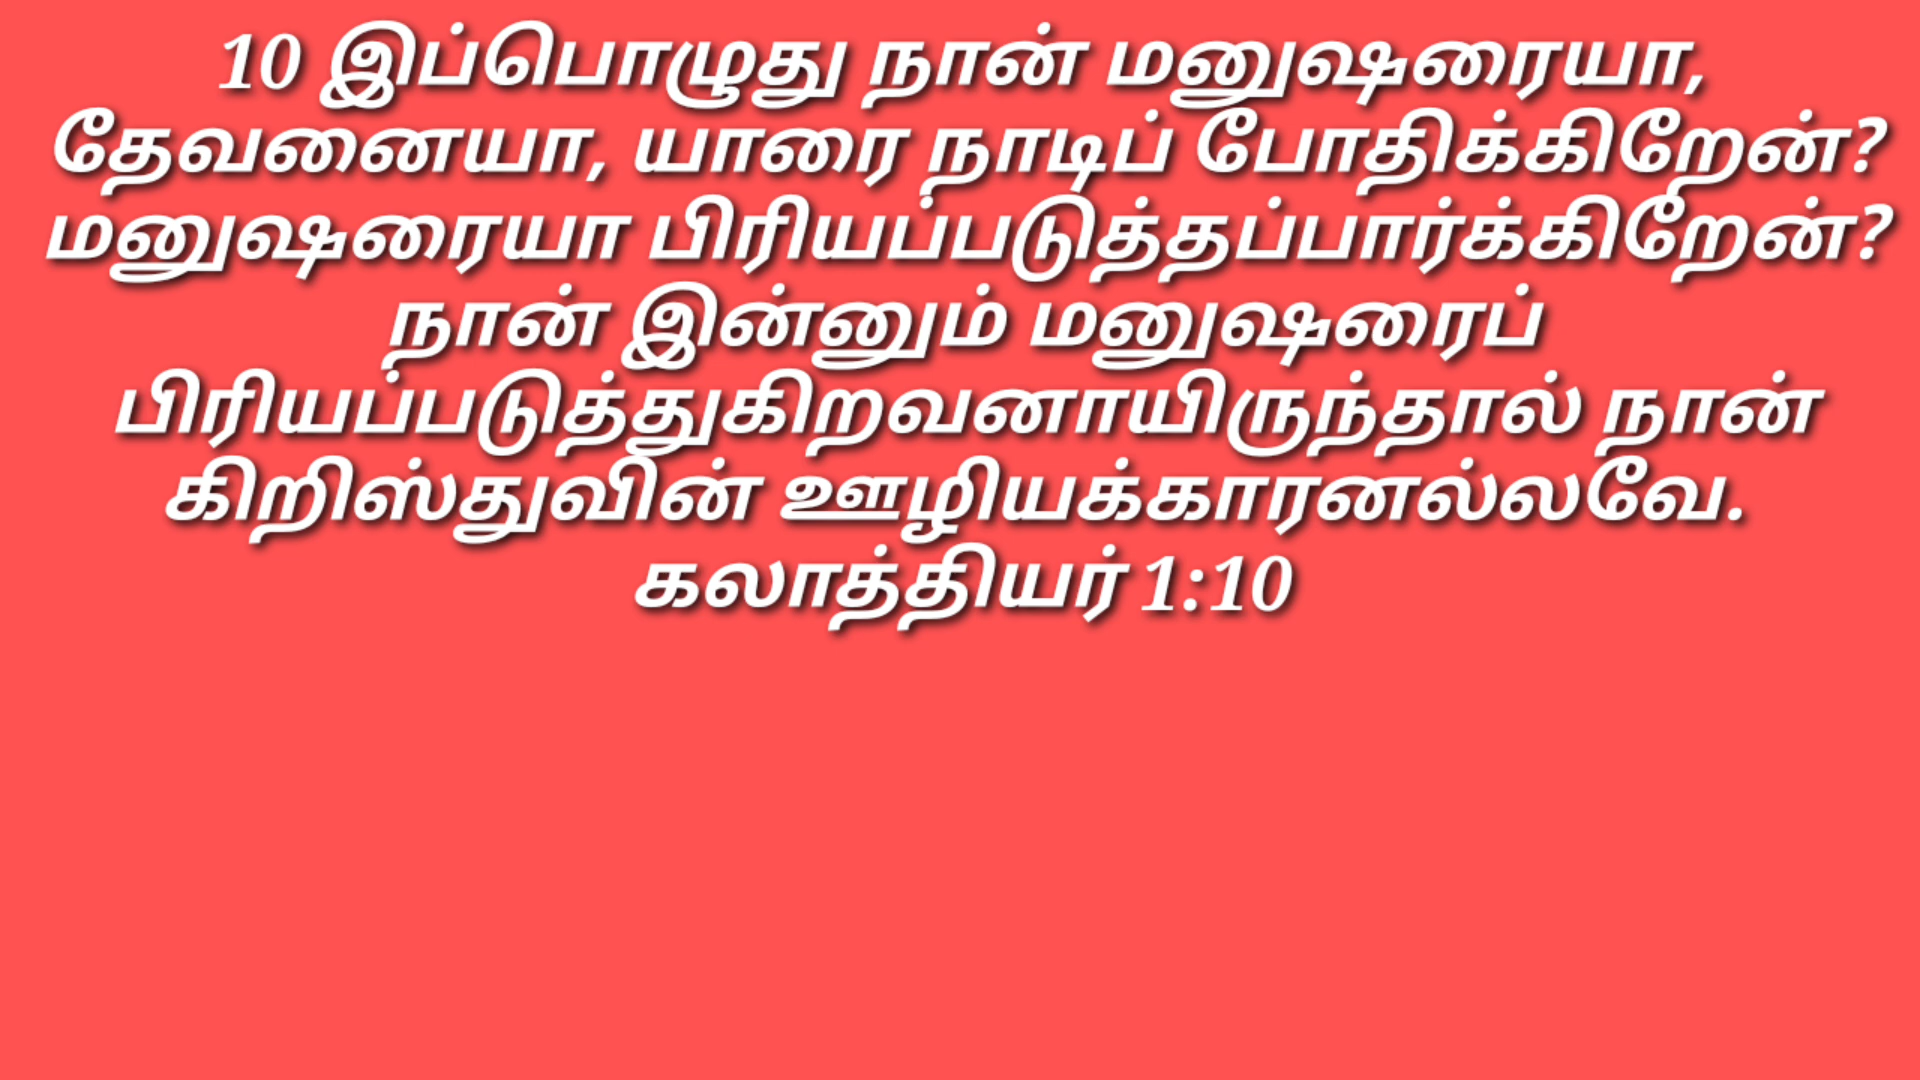 10 இப்பொழுது நான் மனுஷரையா,
தேவனையா, யாரை நாடிப் போதிக்கிறேன்?
மனுஷரையா பிரியப்படுத்தப்பார்க்கிறேன்?
நான் இன்னும் மனுஷரைப்
பிரியப்படுத்துகிறவனாயிருந்தால் நான்
கிறிஸ்துவின் ஊழியக்காரனல்லவே.
கலாத்தியர் 1:10